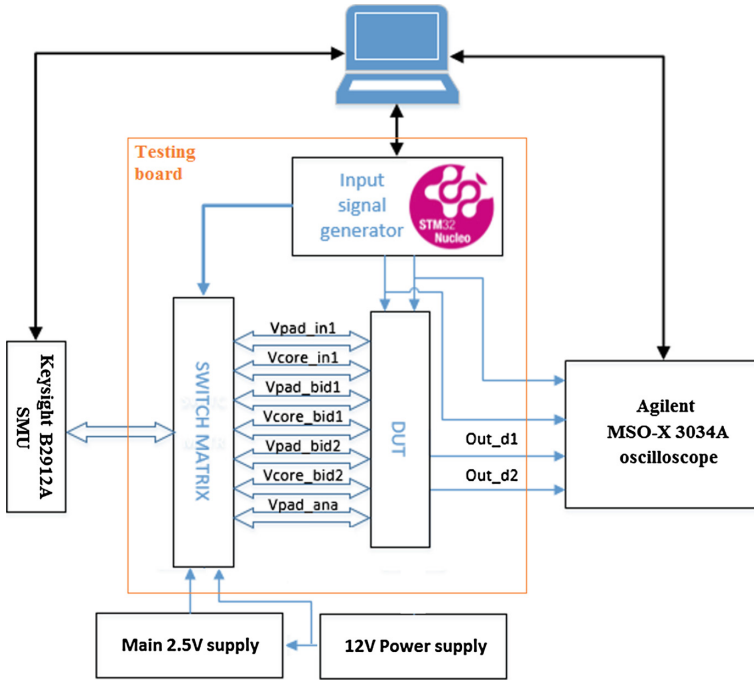 Testing
board
Input
signal
generator
STM32
Nucleo
Keysight B2912A
SMU
SWITCH MATRIX
Vpad_in1
Vcore_in1
Vpad_bid1
Vcore_bid1
Vpad_bid2
Vcore_bid2
Vpad_ana
DUT
Out_d1
Out_d2
Agilent
MSO-X 3034A
oscilloscope
Main 2.5V supply
12V Power supply